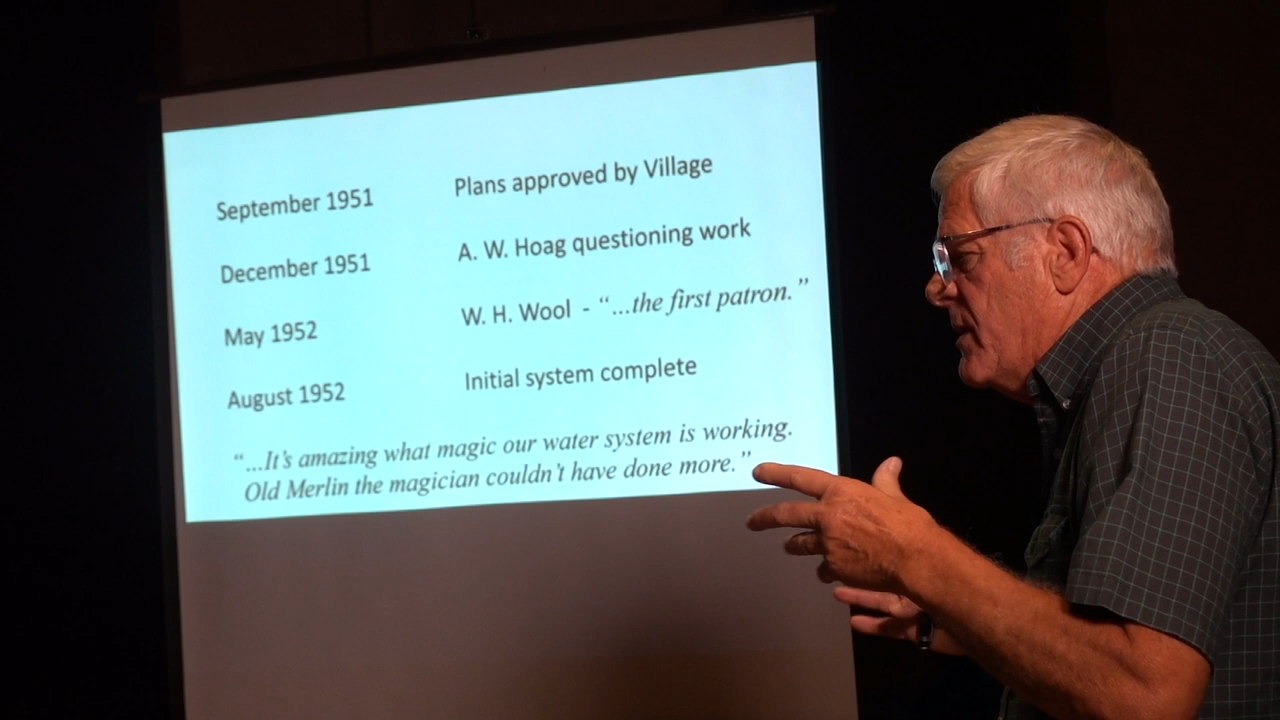 September 1951 Plans approved by Village
December 1951 A. W. Hoag questioning work
May 1952 W. H. Wool - “...the first patron.”
August 1952 Initial system complete
“...It’s amazing what magic our water system is working.
Old Merlin the magician couldn’t have done more.”